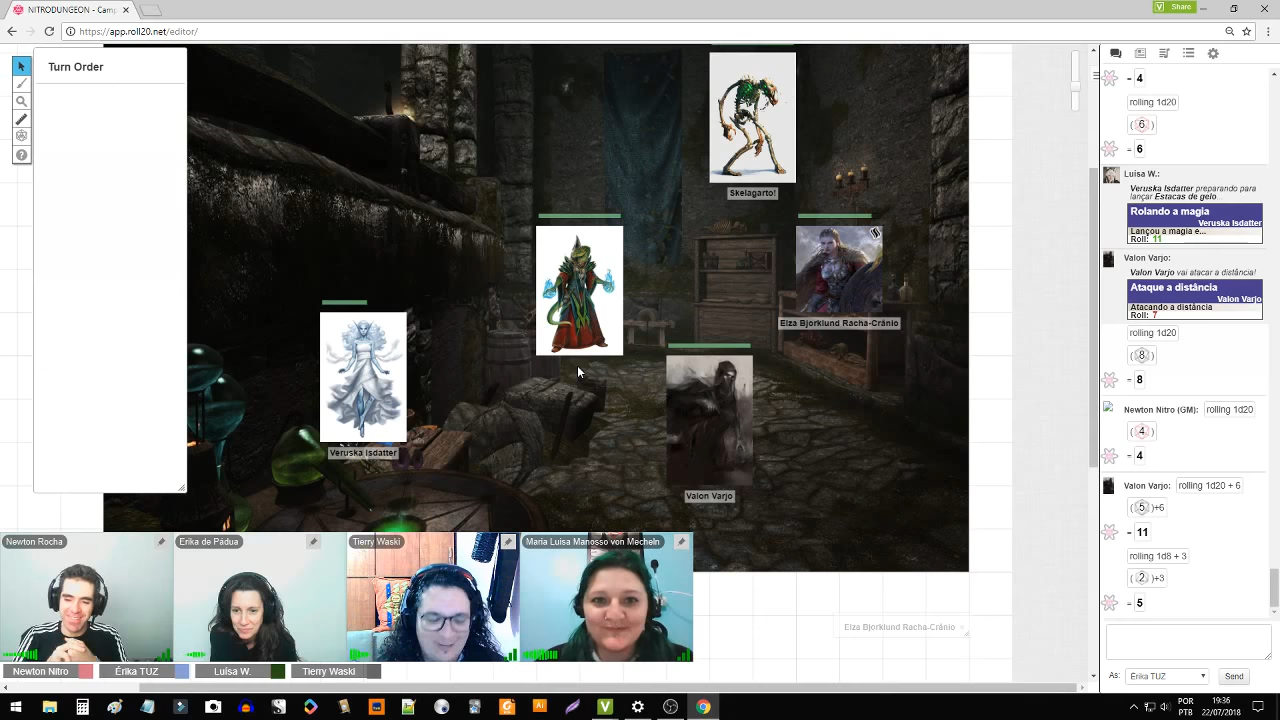 NITRODUNGEON - Camp
Share
https://app.roll20.net/editor/
Turn Order
Skelagarto!
Elza Bjorklund Racha-Crânio
Veruska Isdatter
Valon Varjo
Elza Bjorklund Racha-Crânio
Newton Rocha
Erika de Pádua
Tierry Waski
Maria Luisa Manosso von Mecheln
Newton Nitro
Érika TUZ
Luísa W.
Tierry Waski
= 4
rolling 1d20
(6)
= 6
Luísa W.:
Veruska Isdatter preparando para
lançar Estacas de gelo...
Rolando a magia
Veruska Isdatter
Lançou a magia e...
Roll: 11
Valon Varjo:
Valon Varjo vai atacar a distância!
Ataque a distância
Valon Varjo
Atacando a distância
Roll: 7
rolling 1d20
(8)
= 8
Newton Nitro (GM): rolling 1d20
(4)
= 4
Valon Varjo: rolling 1d20 + 6
(5)+6
= 11
rolling 1d8 + 3
(2)+3
= 5
As: Érika TUZ Send
POR
PTB
19:36
22/07/2018